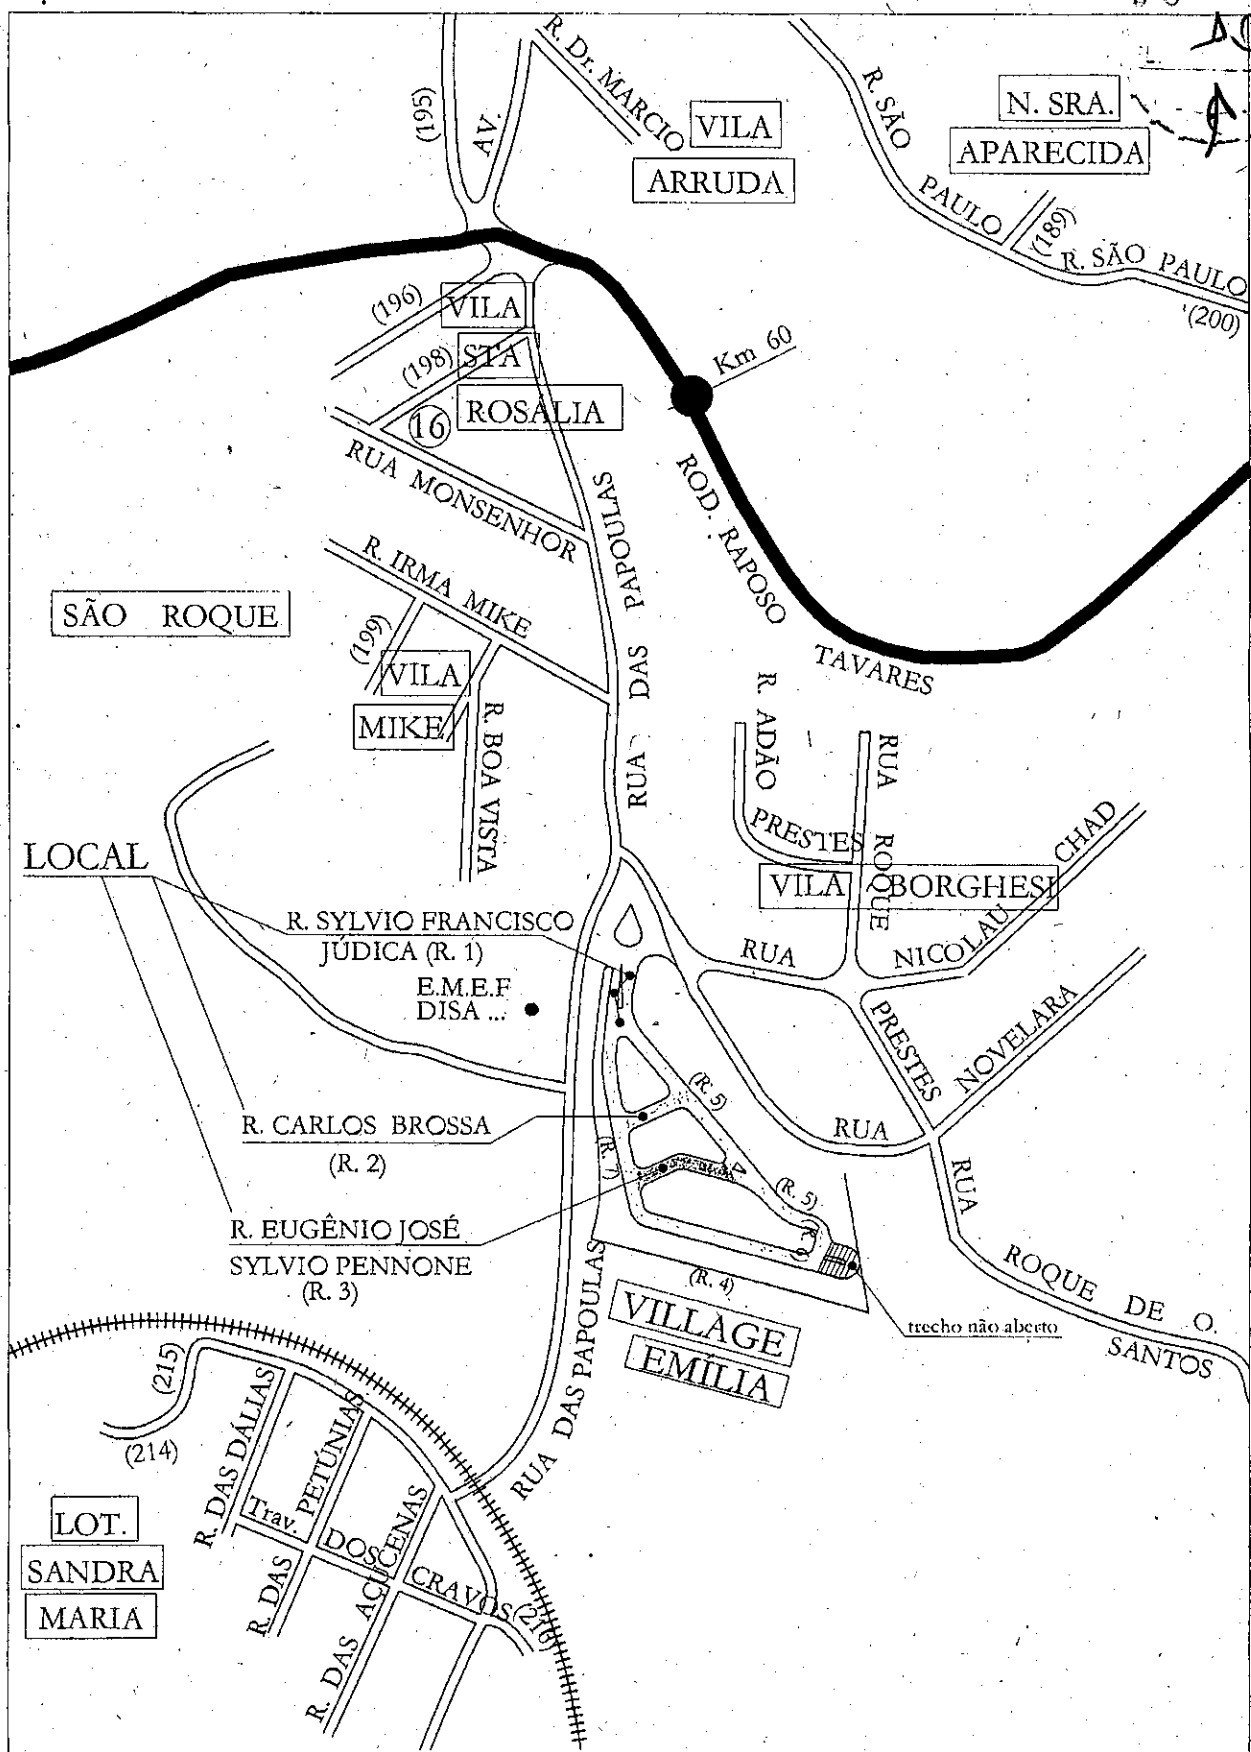 R. Dr. MARCIO
(195)
AV.
VILA
ARRUDA
R. SÃO
PAULO
N. SRA.
APARECIDA
(189)
R. SÃO PAULO
(200)
(196)
VILA
(198)
STA
ROSALIA
16
Km 60
RUA MONSENHOR
ROD. RAPOSO
TAVARES
RUA DAS PAPOULAS
R. IRMA MIKE
SÃO ROQUE
(199)
VILA
MIKE
R. BOA VISTA
R. ADÃO
PRESTES
RUA
ROQUE
PRESTES
VILA BORGHESI
RUA
NICOLAU CHAD
LOCAL
R. SYLVIO FRANCISCO
JÚDICA (R. 1)
E.M.E.F
DISA ...
RUA
NOVELARA
(R. 5)
R. CARLOS BROSSA
(R. 2)
(R. 5)
(R. 6)
R. EUGÊNIO JOSÉ
SYLVIO PENNONE
(R. 3)
(R. 4)
VILLAGE
EMÍLIA
trecho não aberto
RUA
ROQUE DE O.
SANTOS
RUA DAS PAPOULAS
(215)
(214)
R. DAS DÁLIAS
R. DAS PETÚNIAS
R. DAS AÇUCENAS
Trav. DOS CRAVOS
(216)
LOT.
SANDRA
MARIA